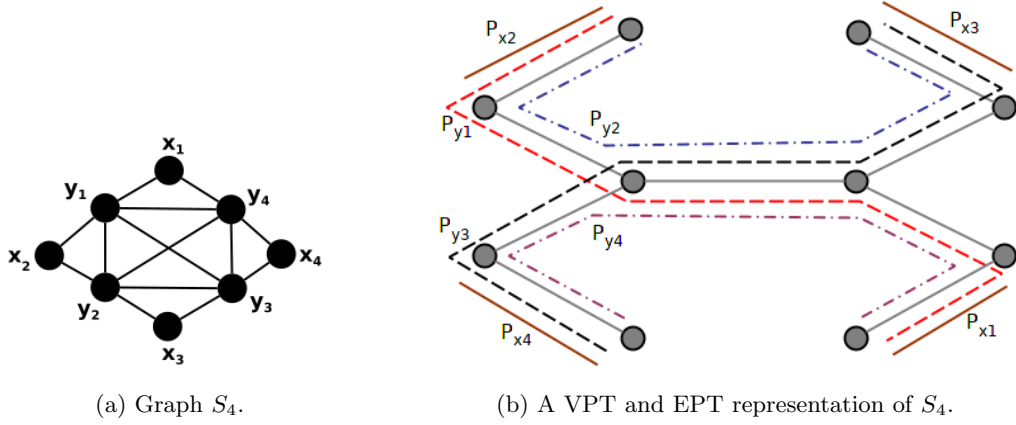 x1
y1
y4
x2
x4
y2
y3
x3
Px2
Px3
Py1
Py2
Py3
Py4
Px4
Px1
(a) Graph S4.
(b) A VPT and EPT representation of S4.